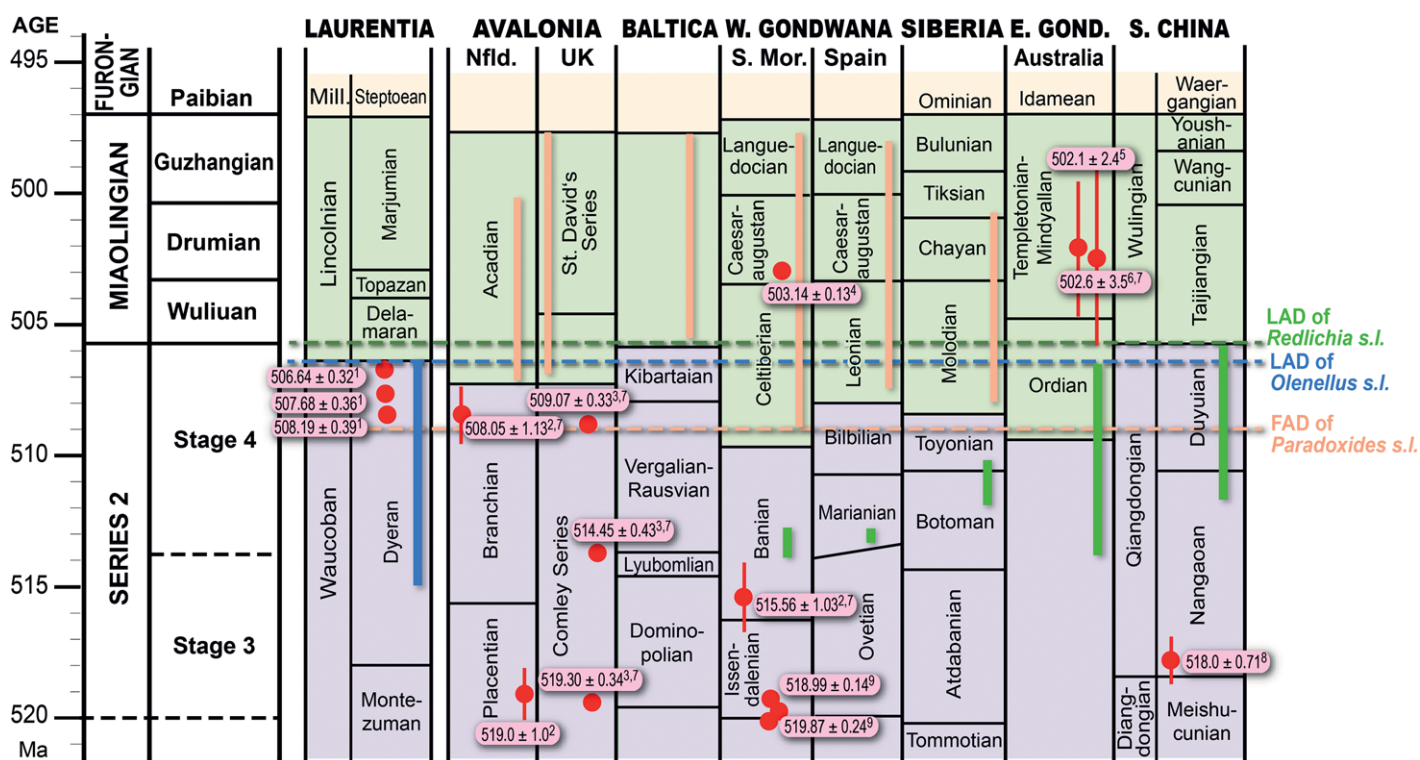 AGE
LAURENTIA AVALONIA BALTICA W. GONDWANA SIBERIA E. GOND. S. CHINA
Nfld. UK S. Mor. Spain Australia
495
FURON-
GIAN
Paibian
Mill. Steptoean
Ominian
Idamean
Waer-
gangian
MIAOLINGIAN
Guzhangian
500
Drumian
Wuliuan
505
Lincolnian
Marjumian
Topazan
Dela-
maran
Acadian
St. David's
Series
Langue-
docian
Caesar-
augustan
503.14 ± 0.13⁴
Celtiberian
Langue-
docian
Caesar-
augustan
Leonian
Bulunian
Tiksian
Chayan
Molodian
Templetonian-
Mindyallan
502.1 ± 2.4⁵
502.6 ± 3.5⁶,⁷
Ordian
Wulingian
Yoush-
anian
Wang-
cunian
Taijiangian
LAD of
Redlichia s.l.
LAD of
Olenellus s.l.
FAD of
Paradoxides s.l.
SERIES 2
Stage 4
510
515
Stage 3
520
Ma
506.64 ± 0.32¹
507.68 ± 0.36¹
508.19 ± 0.39¹
Waucoban
Dyeran
Monte-
zuman
508.05 ± 1.13²,⁷
Branchian
Placentian
519.0 ± 1.0²
509.07 ± 0.33³,⁷
514.45 ± 0.43³,⁷
Comley Series
519.30 ± 0.34³,⁷
Kibartaian
Vergalian-
Rausvian
Lyubomlian
Domino-
polian
Banian
515.56 ± 1.03²,⁷
Issen-
dalenian
518.99 ± 0.14⁹
519.87 ± 0.24⁹
Bilbilian
Marianian
Ovetian
Toyonian
Botoman
Atdabanian
Tommotian
Qiangdongian
Diang-
dongian
Duyuian
Nangaoan
518.0 ± 0.71⁸
Meishu-
cunian